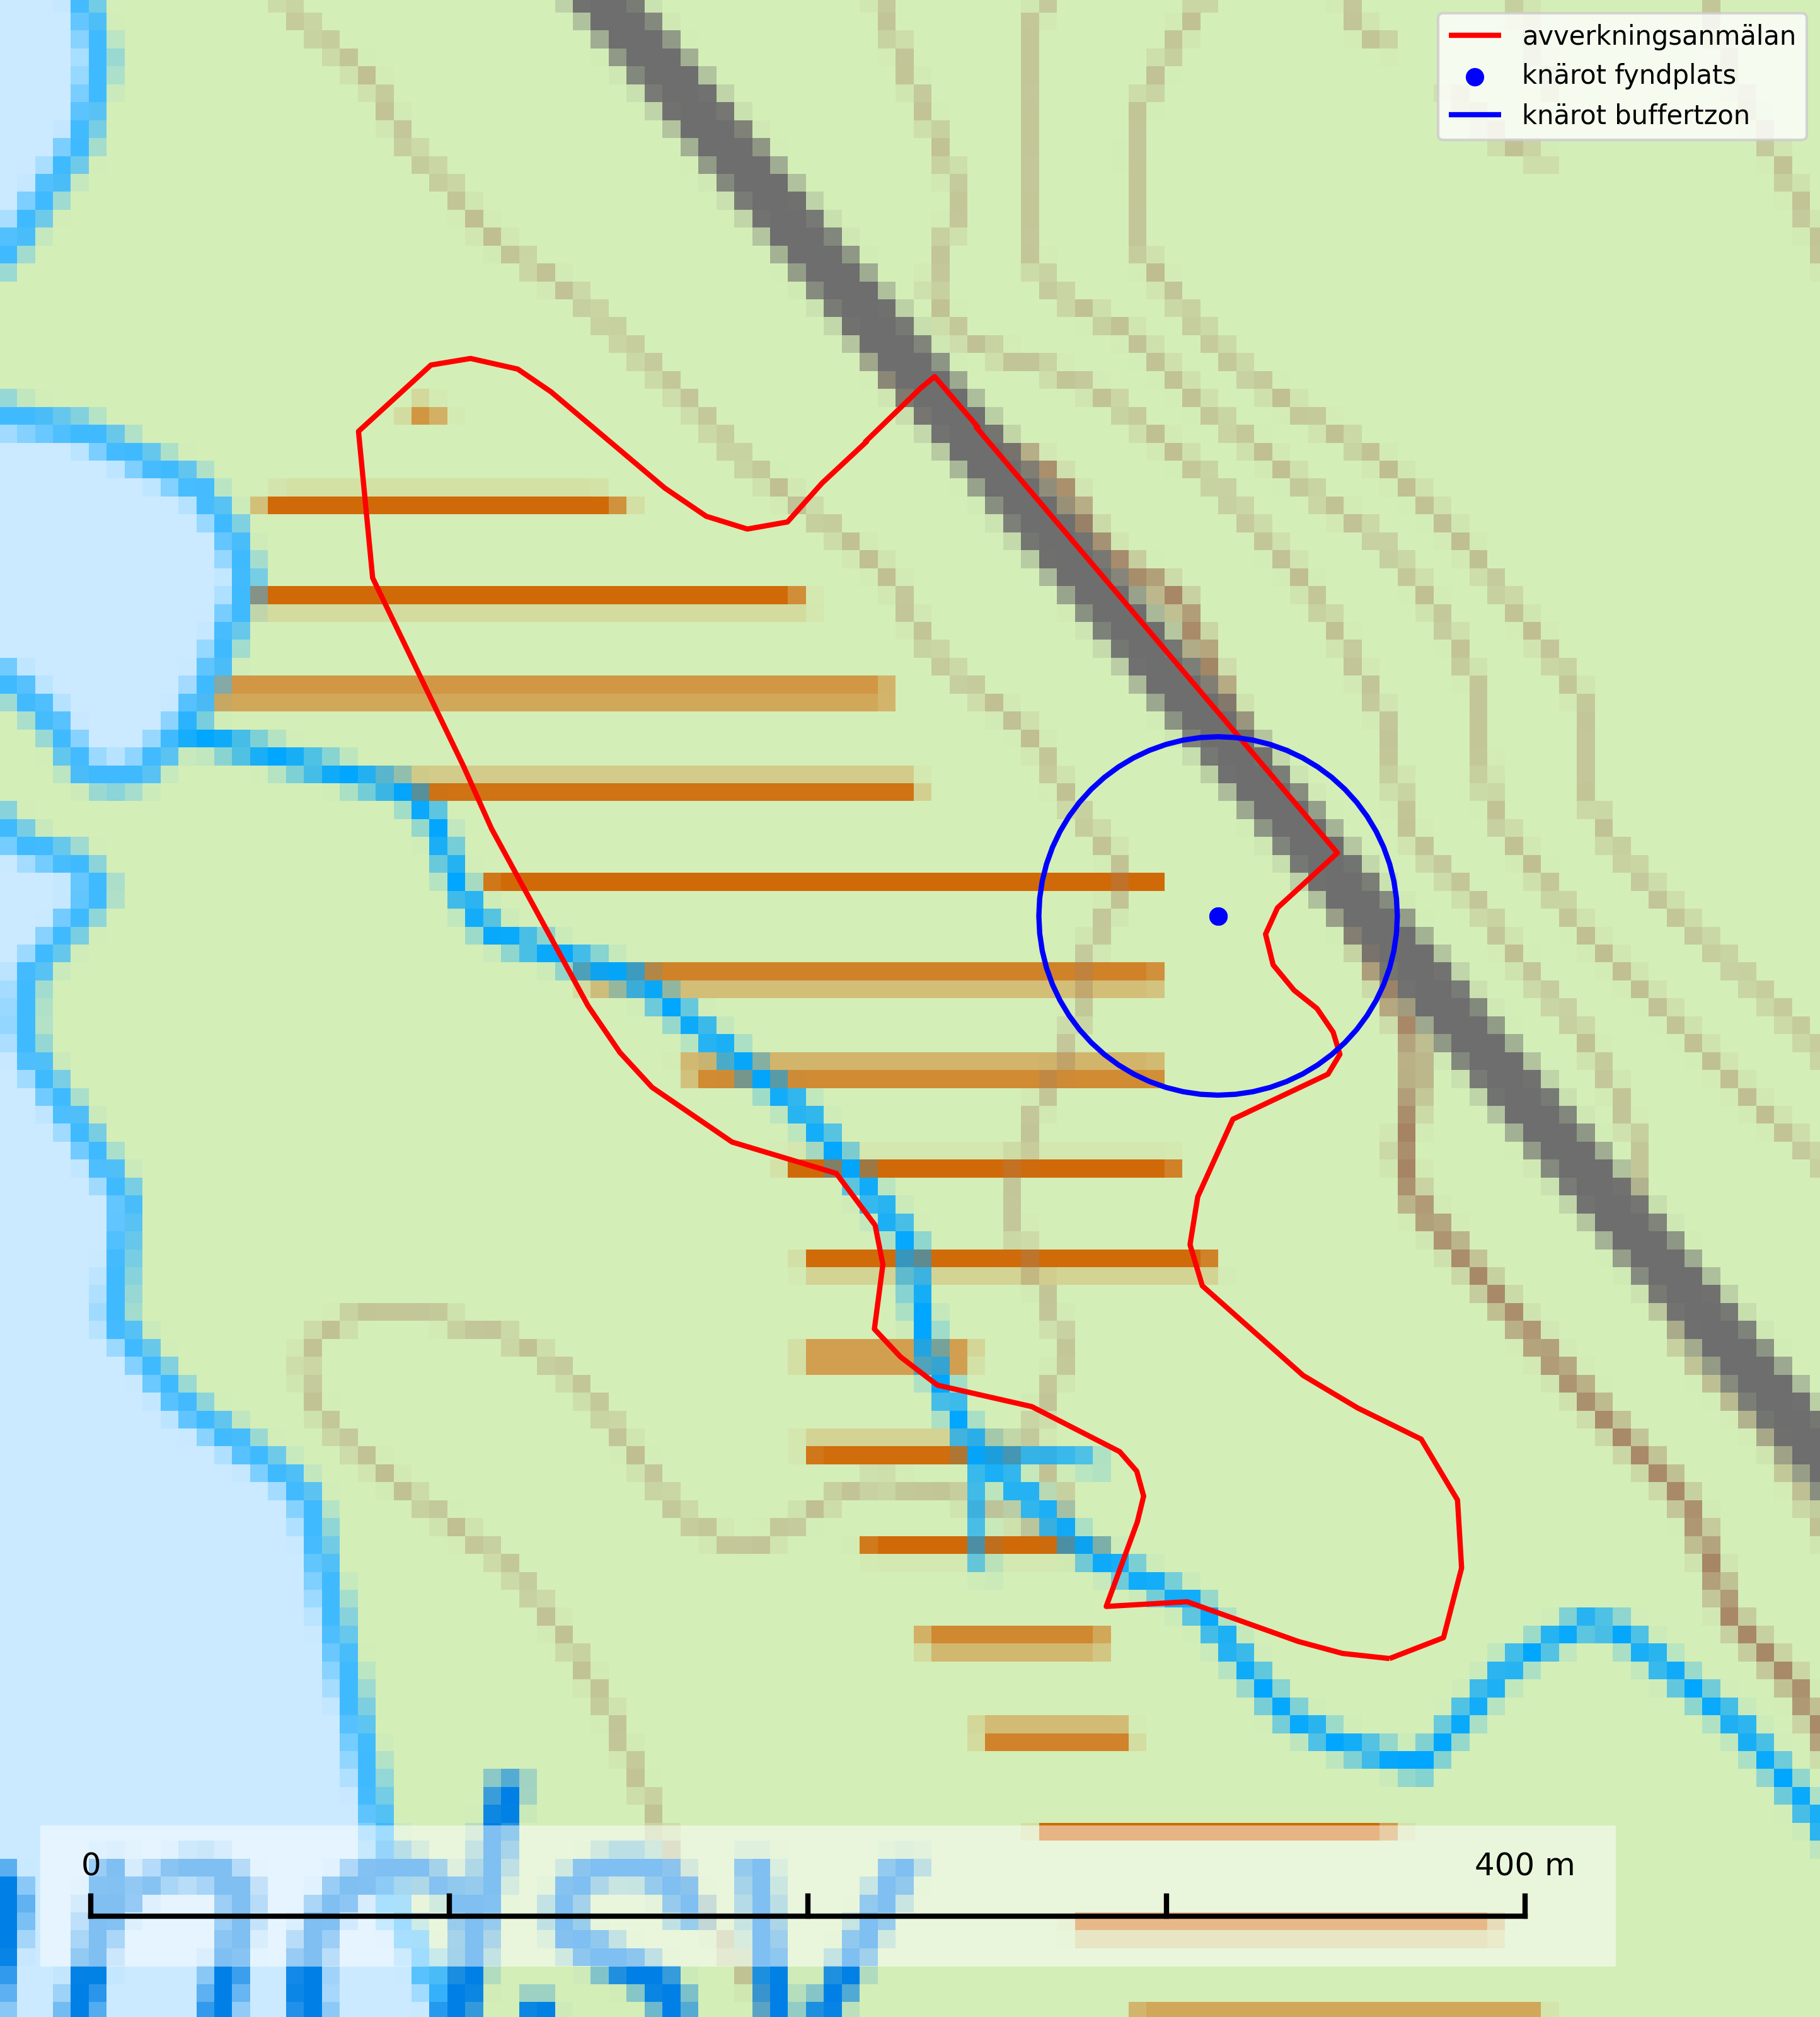 avverkningsanmälan
knärot fyndplats
knärot buffertzon
0
400 m